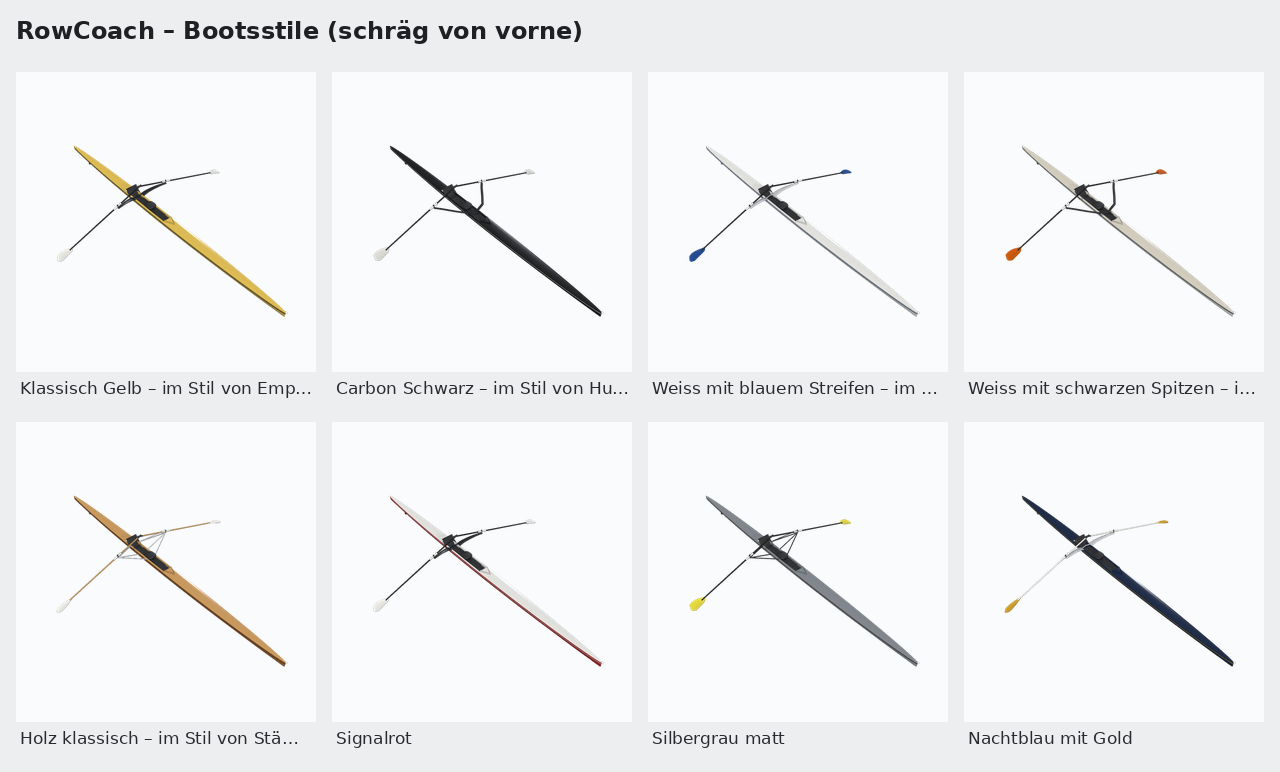 RowCoach – Bootsstile (schräg von vorne)
Klassisch Gelb – im Stil von Emp…
Carbon Schwarz – im Stil von Hu…
Weiss mit blauem Streifen – im …
Weiss mit schwarzen Spitzen – i…
Holz klassisch – im Stil von Stä…
Signalrot
Silbergrau matt
Nachtblau mit Gold